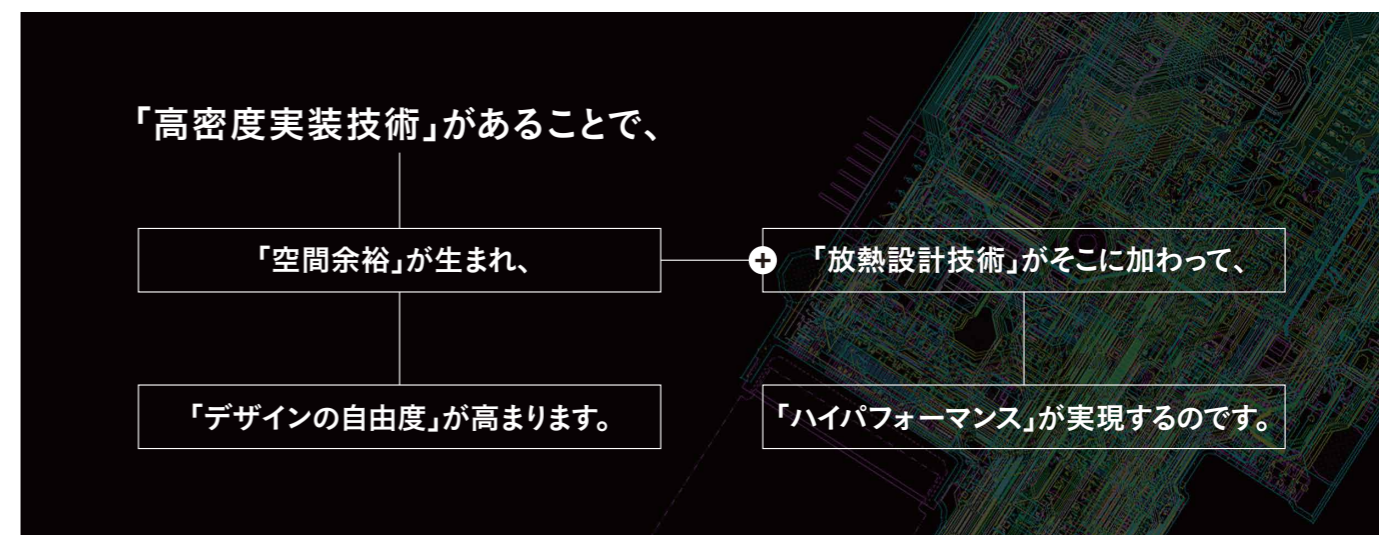 「高密度実装技術」があることで、
「空間余裕」が生まれ、
「放熱設計技術」がそこに加わって、
「デザインの自由度」が高まります。
「ハイパフォーマンス」が実現するのです。